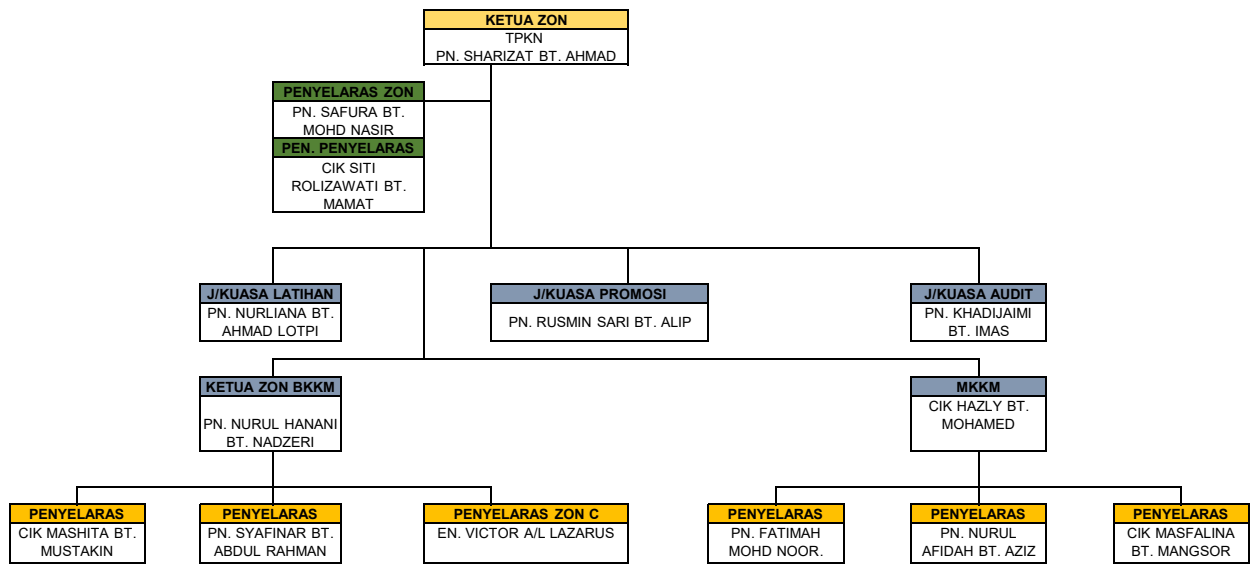 KETUA ZON
TPKN
PN. SHARIZAT BT. AHMAD
PENYELARAS ZON
PN. SAFURA BT.
MOHD NASIR
PEN. PENYELARAS
CIK SITI
ROLIZAWATI BT.
MAMAT
J/KUASA LATIHAN
PN. NURLIANA BT.
AHMAD LOTPI
J/KUASA PROMOSI
PN. RUSMIN SARI BT. ALIP
J/KUASA AUDIT
PN. KHADIJAIMI
BT. IMAS
KETUA ZON BKKM
PN. NURUL HANANI
BT. NADZERI
MKKM
CIK HAZLY BT.
MOHAMED
PENYELARAS
CIK MASHITA BT.
MUSTAKIN
PENYELARAS
PN. SYAFINAR BT.
ABDUL RAHMAN
PENYELARAS ZON C
EN. VICTOR A/L LAZARUS
PENYELARAS
PN. FATIMAH
MOHD NOOR.
PENYELARAS
PN. NURUL
AFIDAH BT. AZIZ
PENYELARAS
CIK MASFALINA
BT. MANGSOR